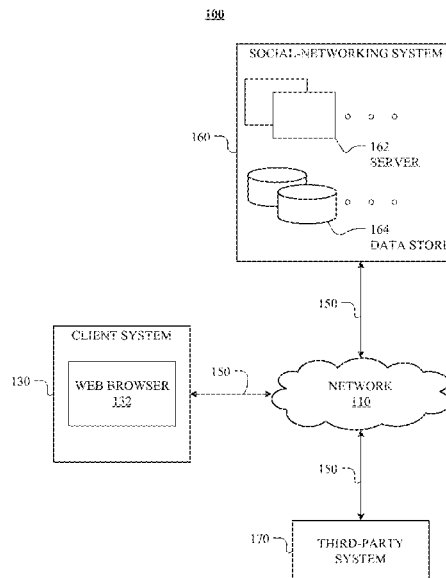 100
SOCIAL-NETWORKING SYSTEM
160
162
SERVER
164
DATA STORE
150
CLIENT SYSTEM
130
WEB BROWSER
132
150
NETWORK
110
150
170
THIRD-PARTY
SYSTEM